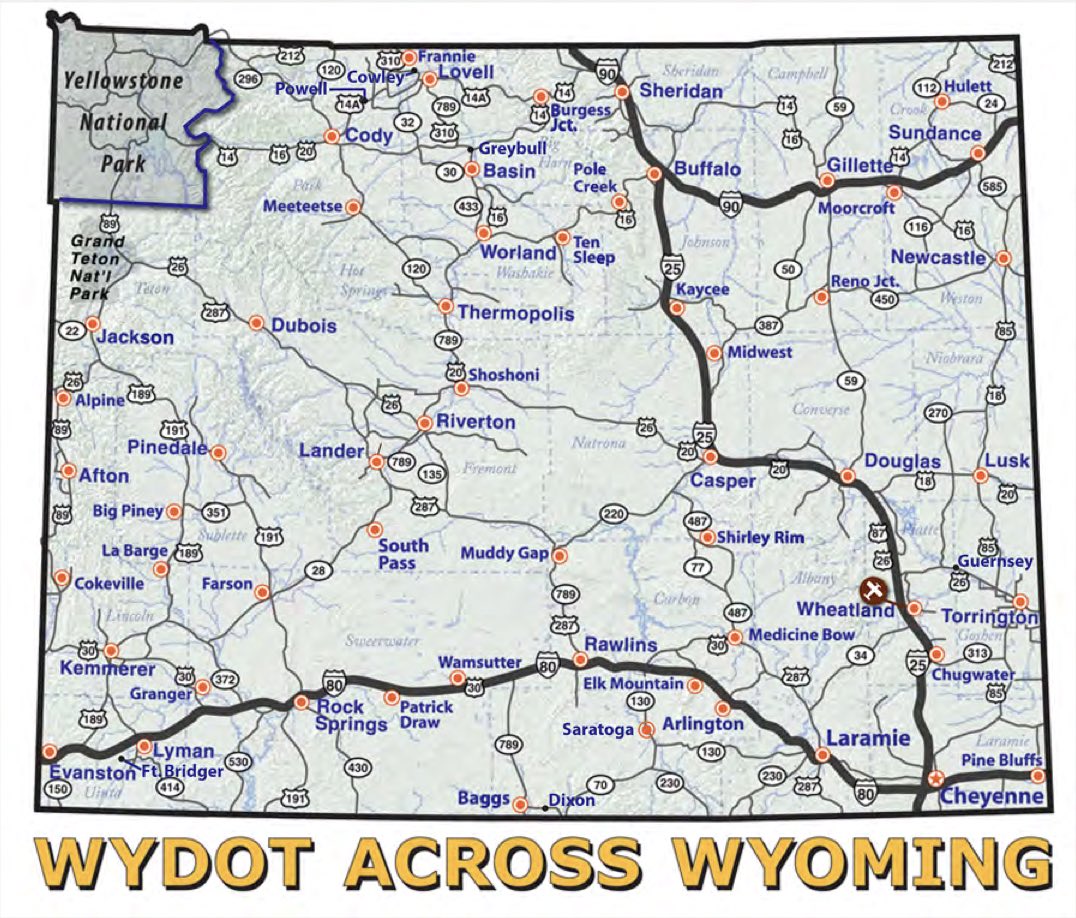 212
310
Frannie
90
Sheridan
Campbell
212
Yellowstone
296
120
Cowley
Lovell
112
Hulett
Powell
14A
789
14A
14
Sheridan
14
59
Crook
24
National
32
310
14
Burgess
Jct.
16
Sundance
Cody
Greybull
Big
Horn
14
Park
14
16
20
30
Basin
Pole
Creek
Buffalo
Gillette
585
Park
Meeteetse
433
16
16
90
Moorcroft
89
Worland
Ten
Sleep
Johnson
116
16
Grand
Teton
Nat'l
Park
26
Hot
Springs
120
Washakie
25
50
Newcastle
Teton
Kaycee
Reno Jct.
450
Weston
287
Thermopolis
22
Jackson
Dubois
387
85
789
Midwest
Niobrara
26
Alpine
189
20
Shoshoni
59
18
26
Converse
270
89
191
Riverton
26
25
Pinedale
Lander
Natrona
20
Afton
789
135
Fremont
Casper
20
Douglas
18
Lusk
20
Big Piney
351
287
89
Sublette
191
220
487
87
Platte
La Barge
189
South
Pass
Muddy Gap
Shirley Rim
26
85
Guernsey
Cokeville
Farson
28
77
Albany
26
789
Carbon
Wheatland
Torrington
Lincoln
287
487
Goshen
30
Sweetwater
Rawlins
30
Medicine Bow
34
313
Kemmerer
Wamsutter
80
25
Chugwater
30
372
80
30
Elk Mountain
287
85
Granger
Rock
Springs
Patrick
Draw
130
Arlington
189
Saratoga
Laramie
Laramie
Lyman
789
130
Pine Bluffs
Evanston
Ft. Bridger
530
430
70
230
230
287
80
Cheyenne
150
Uinta
414
191
Baggs
Dixon
WYDOT ACROSS WYOMING